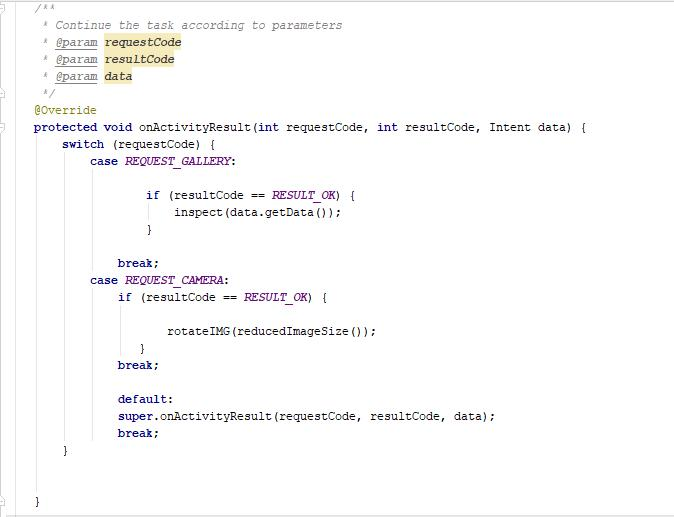 /**
 * Continue the task according to parameters
 * @param requestCode
 * @param resultCode
 * @param data
 */
@Override
protected void onActivityResult(int requestCode, int resultCode, Intent data) {
    switch (requestCode) {
        case REQUEST_GALLERY:
                if (resultCode == RESULT_OK) {
                    inspect(data.getData());
                }
            break;
        case REQUEST_CAMERA:
            if (resultCode == RESULT_OK) {
                   rotateIMG(reducedImageSize());
               }
            break;
            default:
            super.onActivityResult(requestCode, resultCode, data);
            break;
    }
}